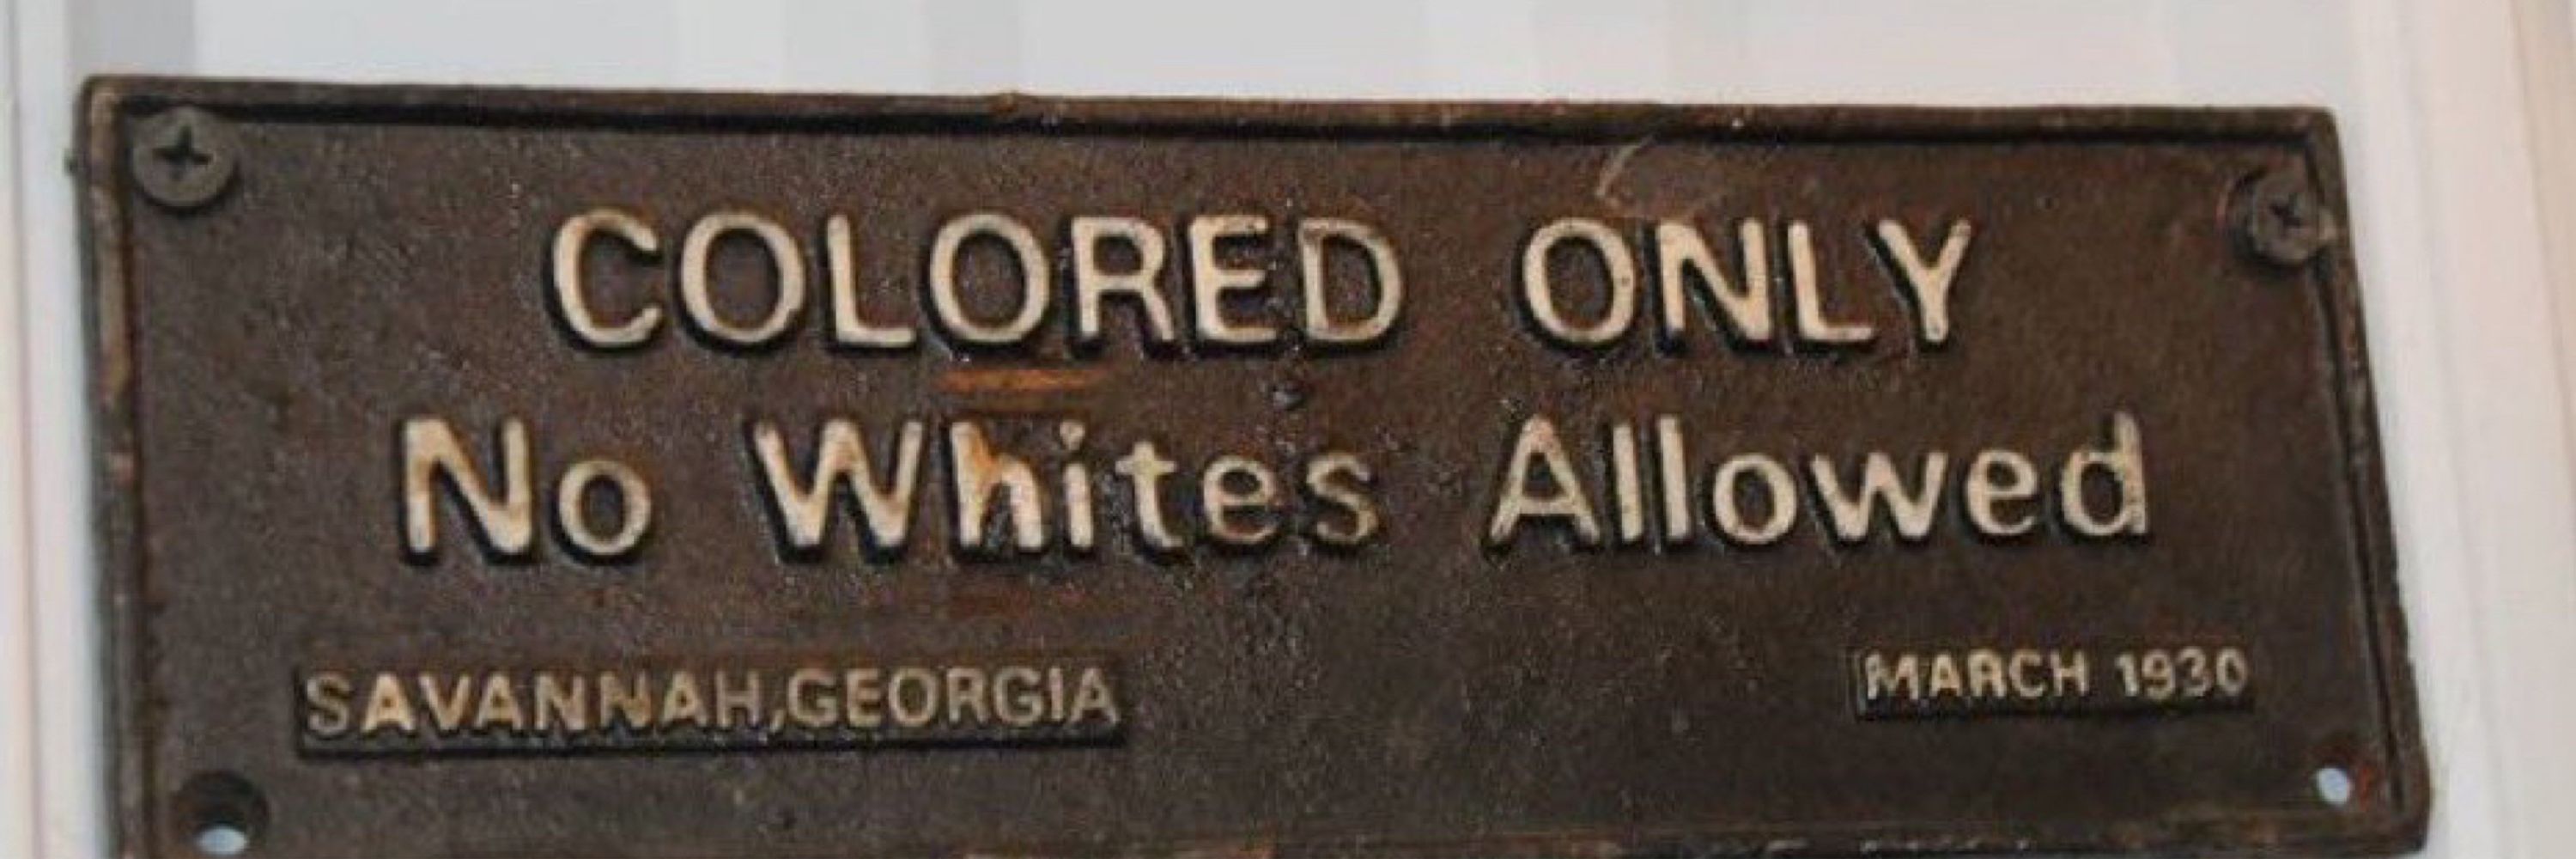 COLORED ONLY
No Whites Allowed
SAVANNAH,GEORGIA
MARCH 1930